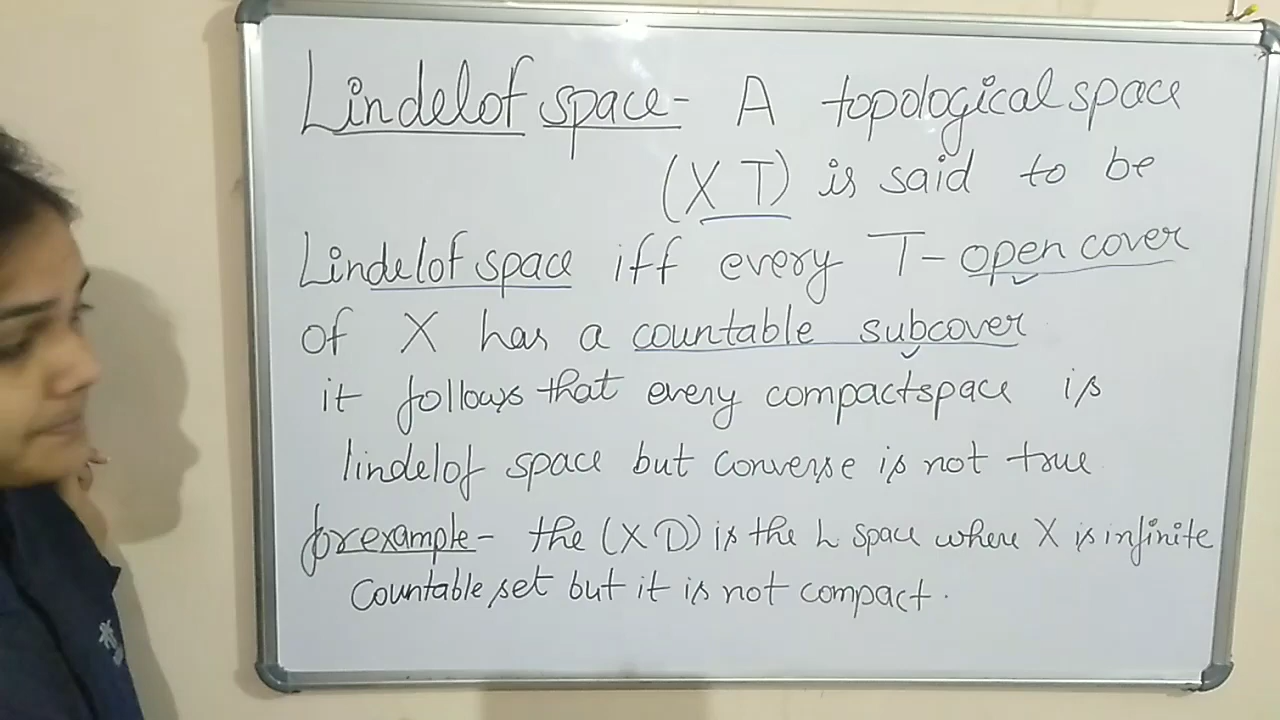 Lindelof space- A topological space
(X T) is said to be
Lindelof space iff every T- open cover
of X has a countable subcover
it follows that every compact space is
lindelof space but converse is not true
for example- the (X D) is the L space where X is infinite
Countable set but it is not compact.